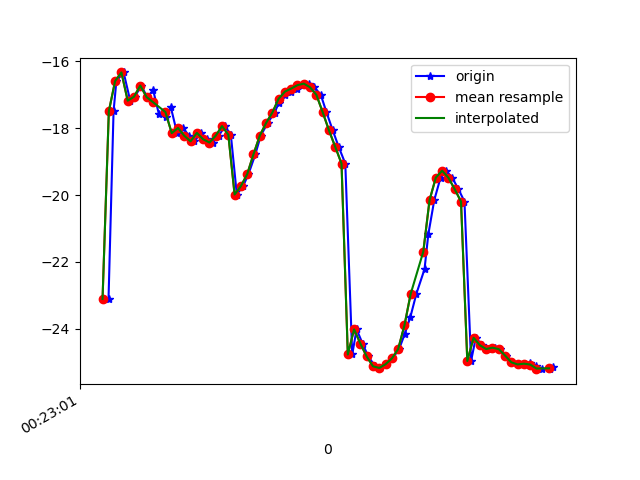 −16
−18
−20
−22
−24
origin
mean resample
interpolated
00:23:01
0